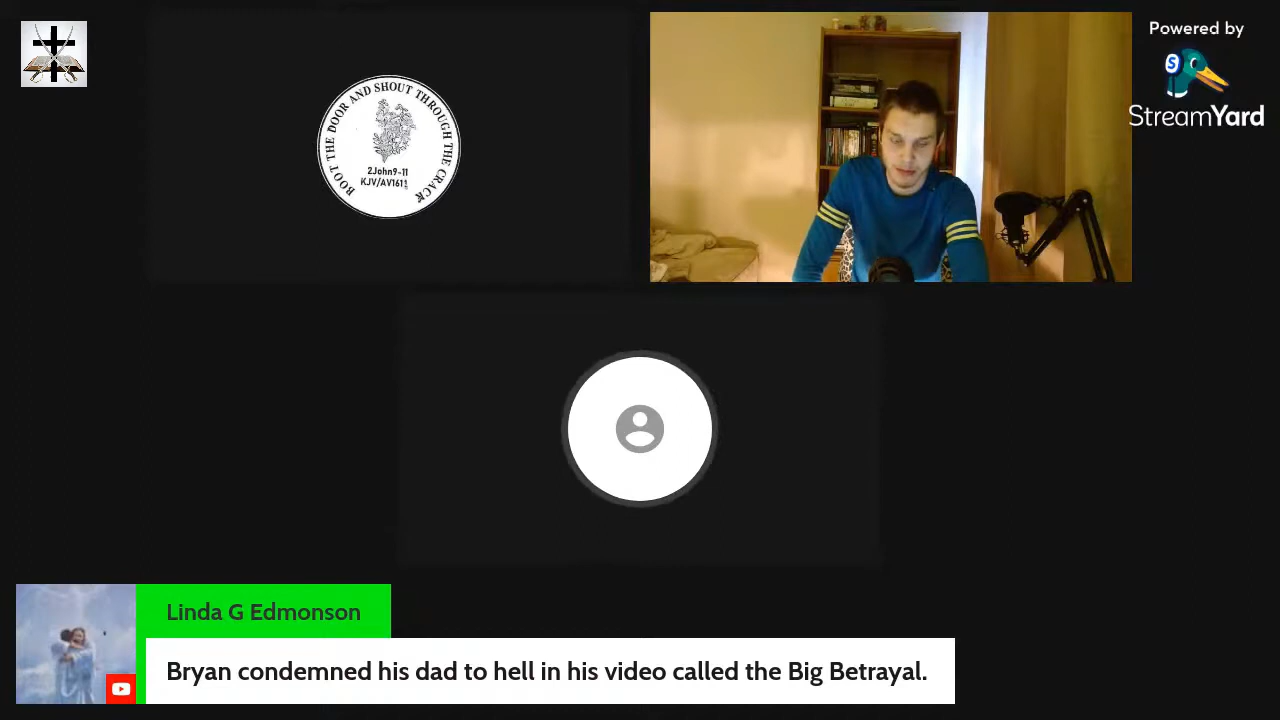 BOOT THE DOOR AND SHOUT THROUGH THE CRACK
2John9-11
KJV/AV1611
Powered by
S
StreamYard
Linda G Edmonson
Bryan condemned his dad to hell in his video called the Big Betrayal.